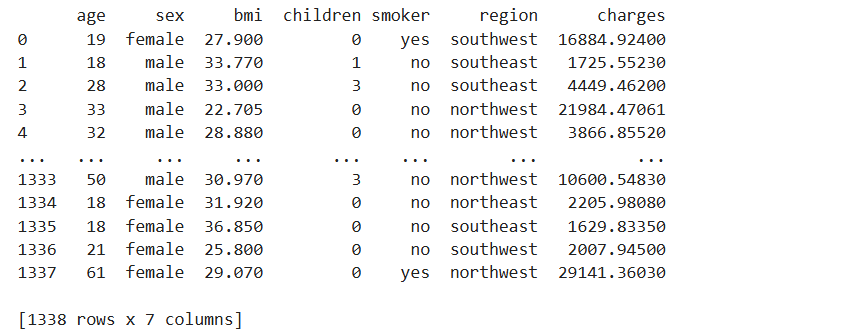 age sex bmi children smoker region charges
0 19 female 27.900 0 yes southwest 16884.92400
1 18 male 33.770 1 no southeast 1725.55230
2 28 male 33.000 3 no southeast 4449.46200
3 33 male 22.705 0 no northwest 21984.47061
4 32 male 28.880 0 no northwest 3866.85520
... ... ... ... ... ... ... ...
1333 50 male 30.970 3 no northwest 10600.54830
1334 18 female 31.920 0 no northeast 2205.98080
1335 18 female 36.850 0 no southeast 1629.83350
1336 21 female 25.800 0 no southwest 2007.94500
1337 61 female 29.070 0 yes northwest 29141.36030
[1338 rows x 7 columns]